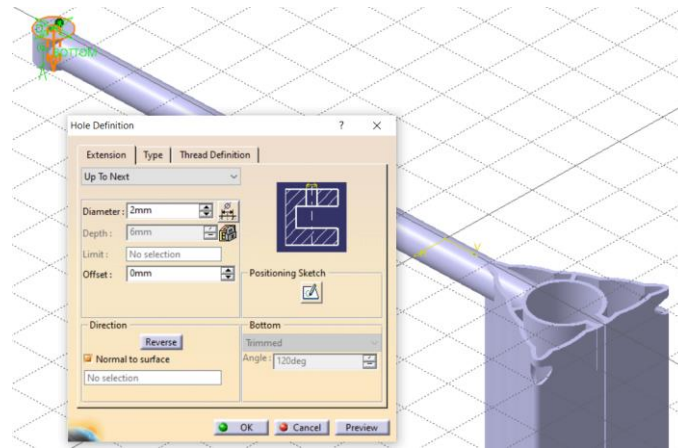 BOTTOM
Hole Definition ? ×
Extension Type Thread Definition
Up To Next
Diameter : 2mm
Depth : 6mm
Limit : No selection
Offset : 0mm
Positioning Sketch
Direction
Reverse
Normal to surface
No selection
Bottom
Trimmed
Angle : 120deg
OK Cancel Preview
y